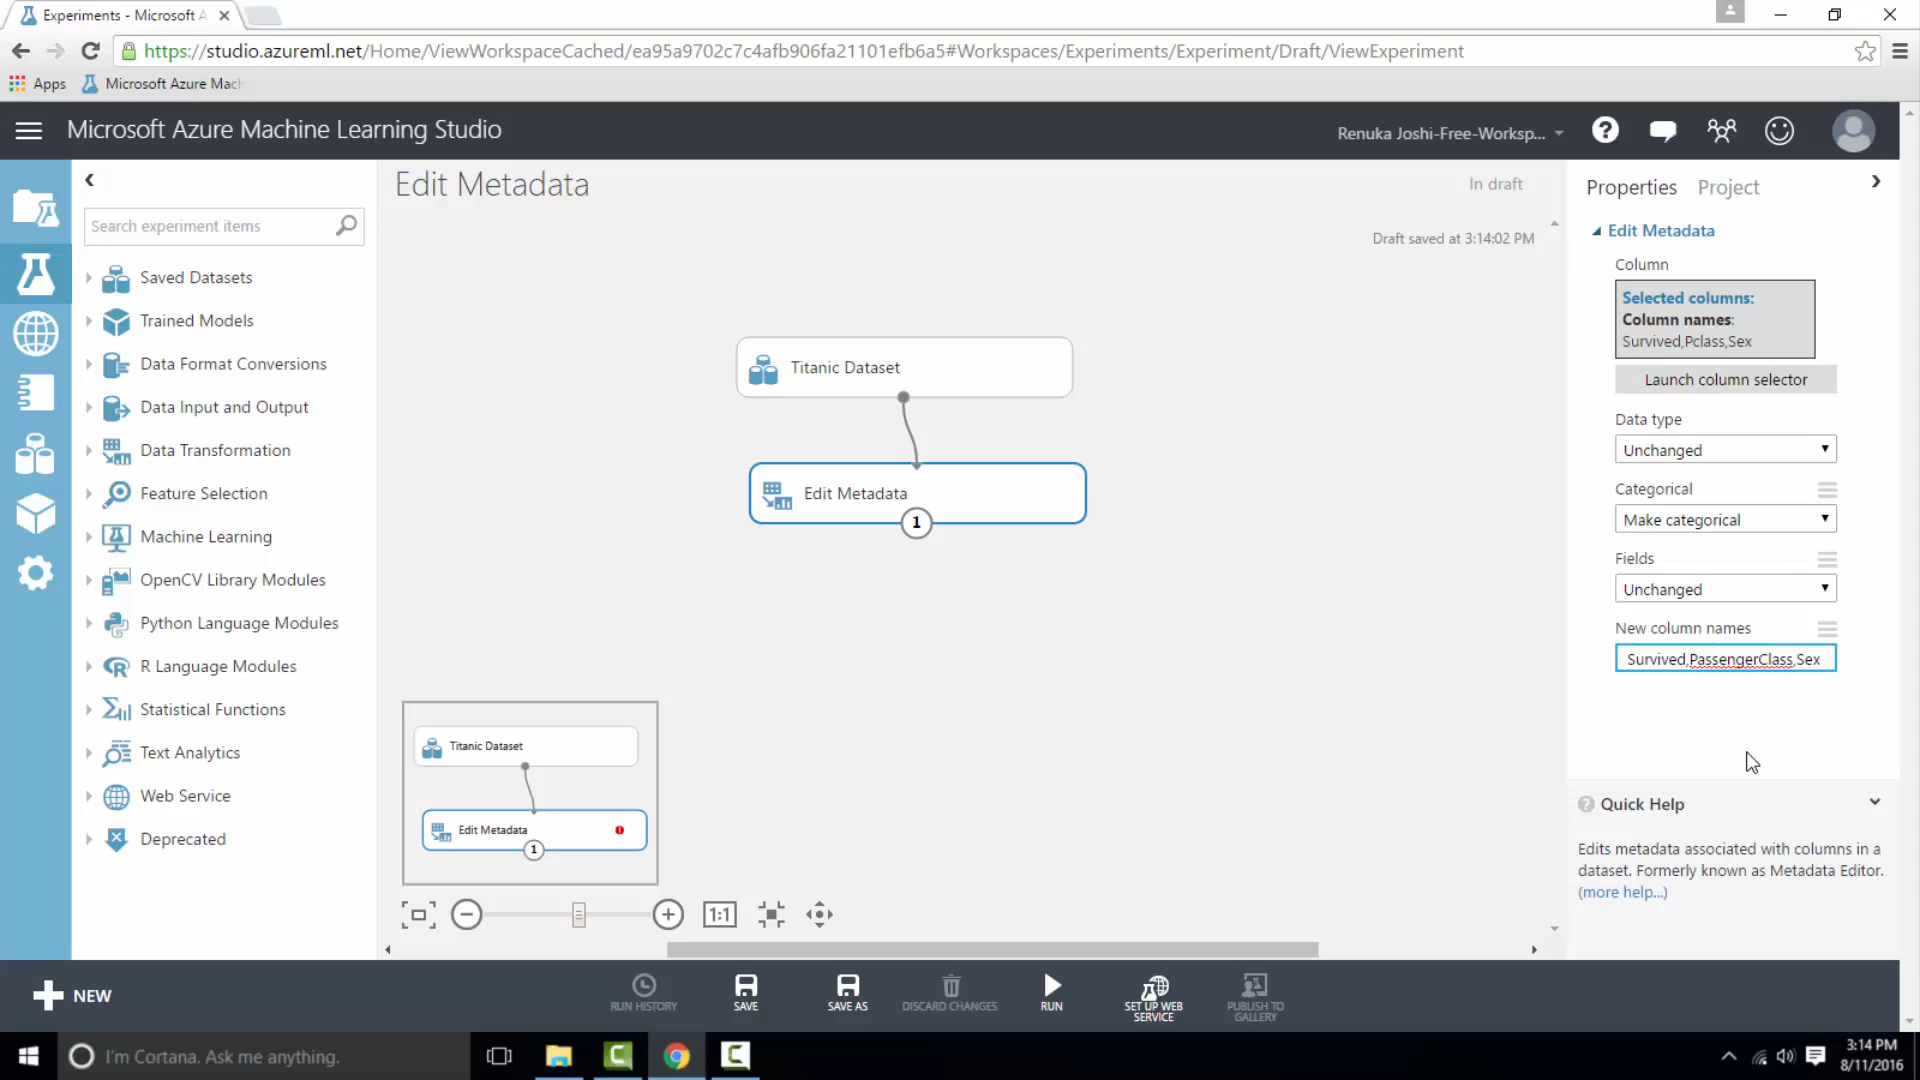 Experiments - Microsoft A
https://studio.azureml.net/Home/ViewWorkspaceCached/ea95a9702c7c4afb906fa21101efb6a5#Workspaces/Experiments/Experiment/Draft/ViewExperiment
Apps
Microsoft Azure Mach
Microsoft Azure Machine Learning Studio
Renuka Joshi-Free-Worksp...
Search experiment items
Saved Datasets
Trained Models
Data Format Conversions
Data Input and Output
Data Transformation
Feature Selection
Machine Learning
OpenCV Library Modules
Python Language Modules
R Language Modules
Statistical Functions
Text Analytics
Web Service
Deprecated
Edit Metadata
In draft
Draft saved at 3:14:02 PM
Titanic Dataset
Edit Metadata
1
Titanic Dataset
Edit Metadata
1
1:1
Properties
Project
Edit Metadata
Column
Selected columns:
Column names:
Survived,Pclass,Sex
Launch column selector
Data type
Unchanged
Categorical
Make categorical
Fields
Unchanged
New column names
Survived,PassengerClass,Sex
Quick Help
Edits metadata associated with columns in a
dataset. Formerly known as Metadata Editor.
(more help...)
NEW
RUN HISTORY
SAVE
SAVE AS
DISCARD CHANGES
RUN
SET UP WEB
SERVICE
PUBLISH TO
GALLERY
I'm Cortana. Ask me anything.
3:14 PM
8/11/2016